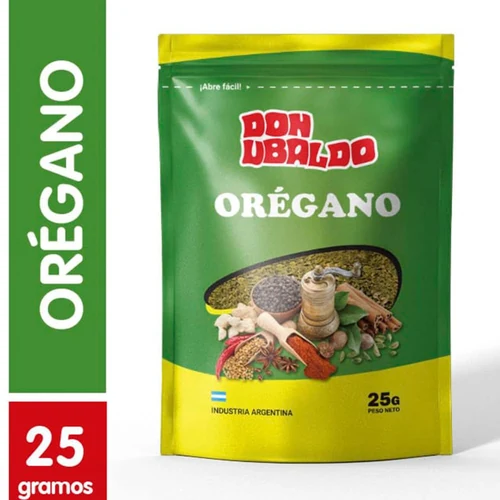 ORÉGANO
25
gramos
¡Abre fácil!
DON
UBALDO
ORÉGANO
INDUSTRIA ARGENTINA
25G
PESO NETO